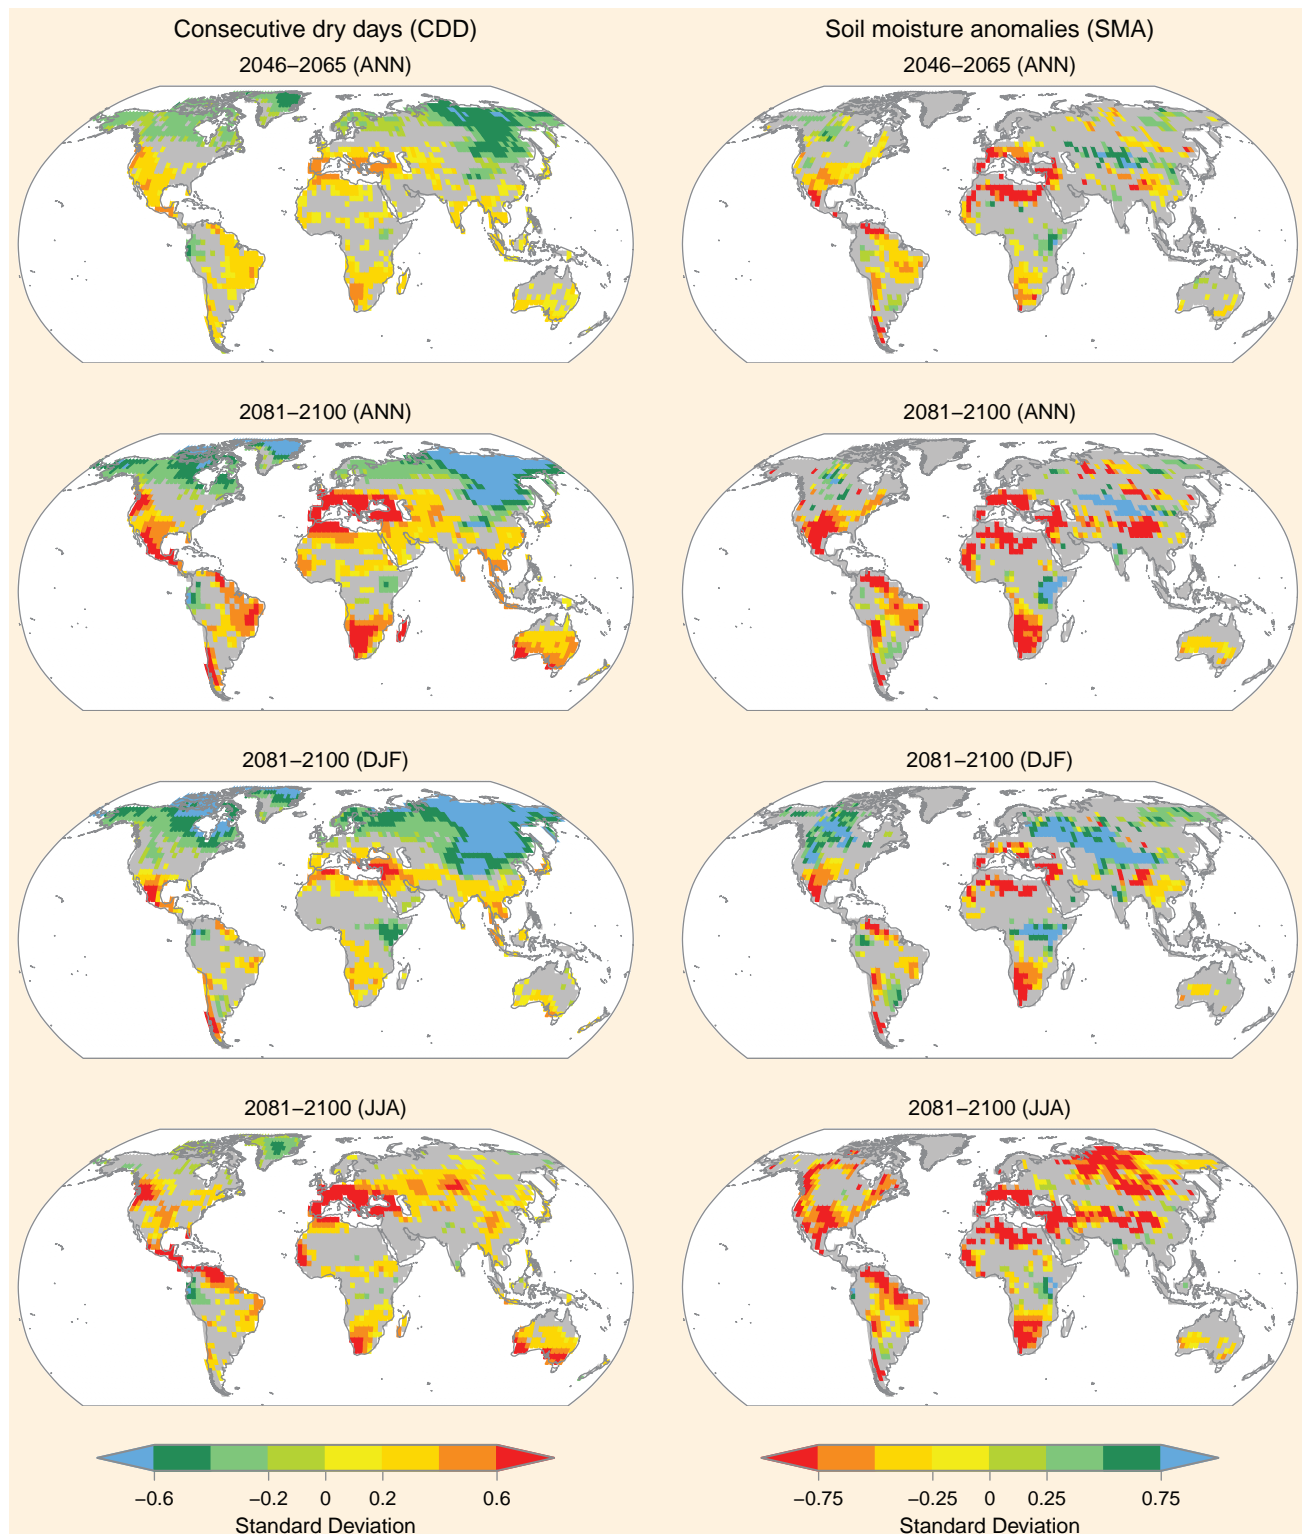 Consecutive dry days (CDD)
Soil moisture anomalies (SMA)
2046–2065 (ANN)
2046–2065 (ANN)
2081–2100 (ANN)
2081–2100 (ANN)
2081–2100 (DJF)
2081–2100 (DJF)
2081–2100 (JJA)
2081–2100 (JJA)
−0.6 −0.2 0 0.2 0.6
Standard Deviation
−0.75 −0.25 0 0.25 0.75
Standard Deviation